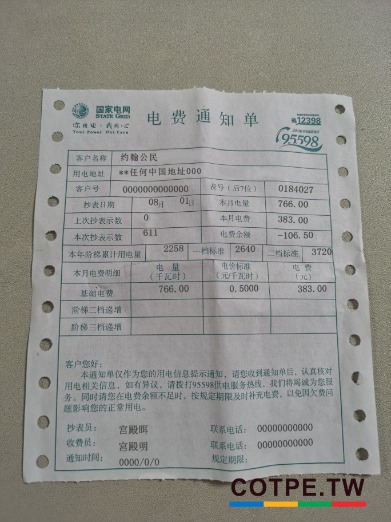 国家电网
STATE GRID
你用电·我用心
Your Power Our Care
电费通知单
12398
95598
客户名称 约翰公民
用电地址 **任何中国地址000
客户号 0000000000000 表号（后7位） 0184027
抄表日期 08月 01日 本月电量 766.00
上次抄表示数 0 本月电费 383.00
本次抄表示数 611 电费余额 -106.50
本年阶梯累计用电量 2258 一档标准 2640 二档标准 3720
本月电费明细 电量（千瓦时） 电价标准（元/千瓦时） 电费（元）
基础电费 766.00 0.5000 383.00
阶梯二档递增
阶梯三档递增
客户您好：
本通知单仅作为您的用电信息提示通知，请您收到通知单后，认真核对
用电相关信息，如有异议，请拨打95598供电服务热线，我们将竭诚为您服
务。同时请您在电费余额不足时，按规定期限及时补充电费，以免因欠费问
题影响您的正常用电。
抄表员： 宫殿 联系电话： 00000000000
收费员： 宫殿明 联系电话： 00000000000
通知时间： 0000/0/0 规定期限：
COTPE.TW